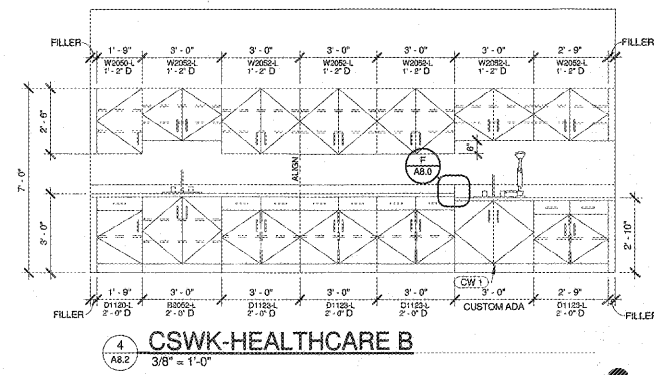 FILLER
1' - 9"
3' - 0"
3' - 0"
3' - 0"
3' - 0"
3' - 0"
2' - 9"
FILLER
W2050-L
W2052-L
W2052-L
W2052-L
W2052-L
W2052-L
W2052-L
1' - 2" D
1' - 2" D
1' - 2" D
1' - 2" D
1' - 2" D
1' - 2" D
1' - 2" D
2' - 6"
7' - 0"
6"
ALIGN
F
A8.0
3' - 0"
2' - 10"
CW 1
1' - 9"
3' - 0"
3' - 0"
3' - 0"
3' - 0"
3' - 0"
2' - 9"
D1120-L
B2052-L
D1123-L
D1123-L
D1123-L
CUSTOM ADA
D1123-L
FILLER
2' - 0" D
2' - 0" D
2' - 0" D
2' - 0" D
2' - 0" D
2' - 0" D
FILLER
4
A8.2
CSWK-HEALTHCARE B
3/8" = 1'-0"